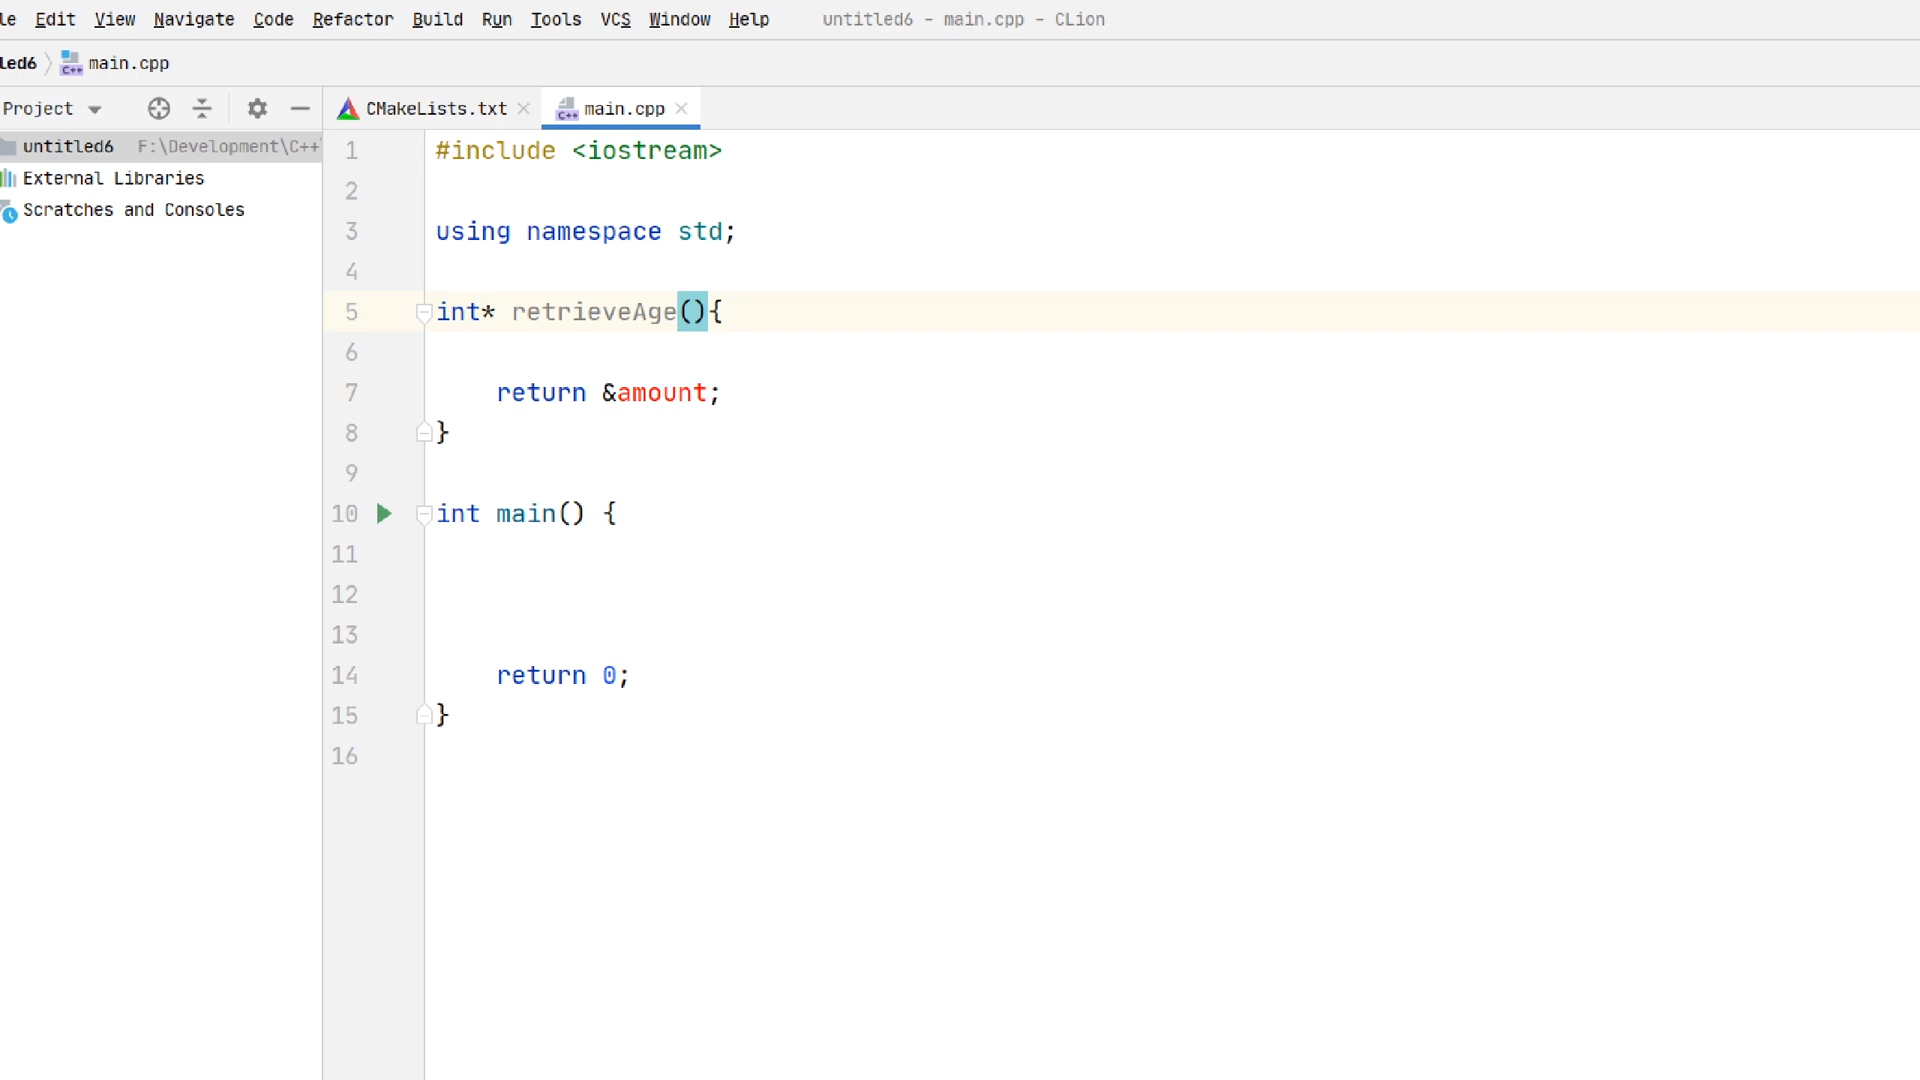 le Edit View Navigate Code Refactor Build Run Tools VCS Window Help untitled6 - main.cpp - CLion
led6 main.cpp
Project CMakeLists.txt main.cpp
untitled6 F:\Development\C++
External Libraries
Scratches and Consoles
1 #include <iostream>
2
3 using namespace std;
4
5 int* retrieveAge(){
6
7 return &amount;
8 }
9
10 int main() {
11
12
13
14 return 0;
15 }
16